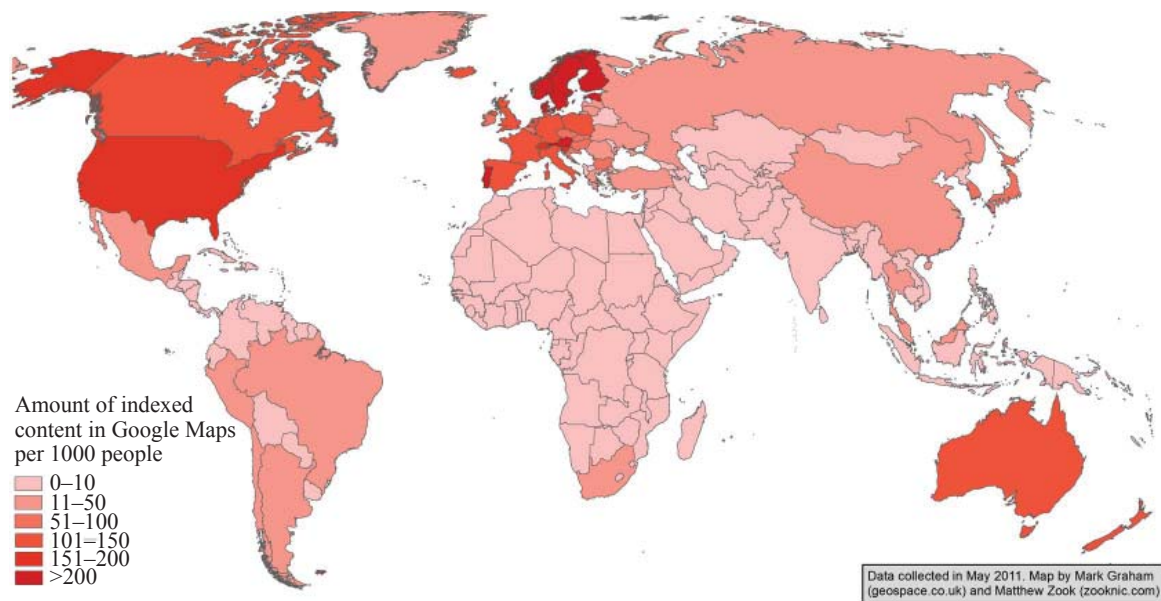 Amount of indexed
content in Google Maps
per 1000 people
0–10
11–50
51–100
101–150
151–200
>200
Data collected in May 2011. Map by Mark Graham
(geospace.co.uk) and Matthew Zook (zooknic.com)